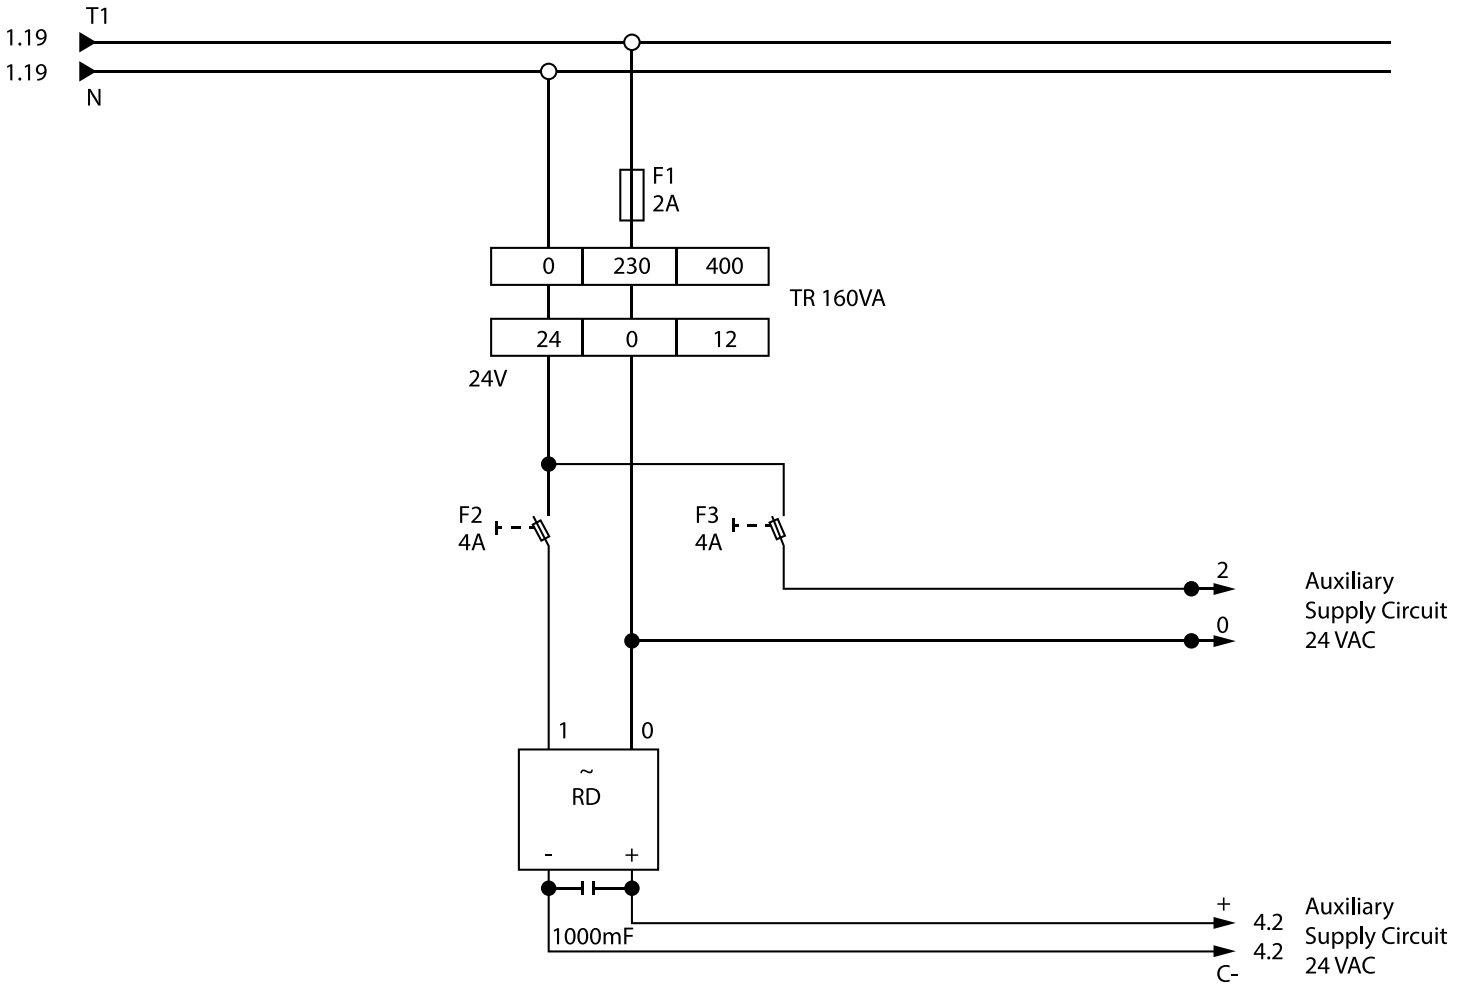 T1
1.19
1.19
N
F1
2A
0 230 400
TR 160VA
24 0 12
24V
F2
4A
F3
4A
2
0
Auxiliary
Supply Circuit
24 VAC
1 0
~
RD
- +
1000mF
+
4.2
4.2
C-
Auxiliary
Supply Circuit
24 VAC